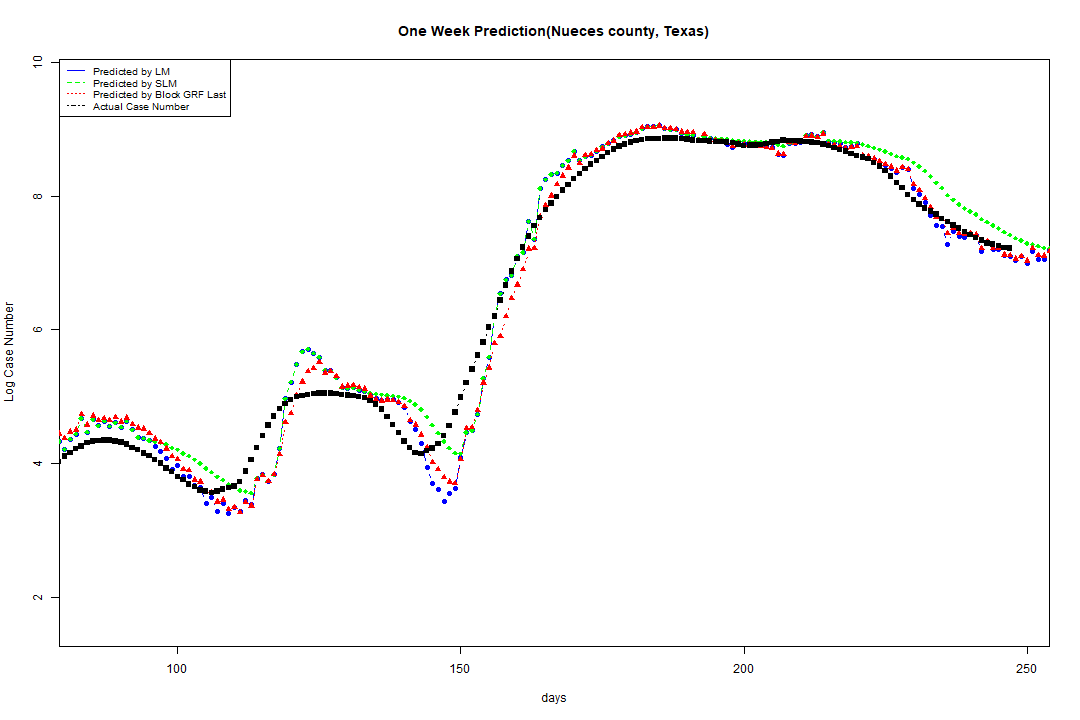 One Week Prediction(Nueces county, Texas)
Predicted by LM
Predicted by SLM
Predicted by Block GRF Last
Actual Case Number
10
8
6
4
2
Log Case Number
100
150
200
250
days